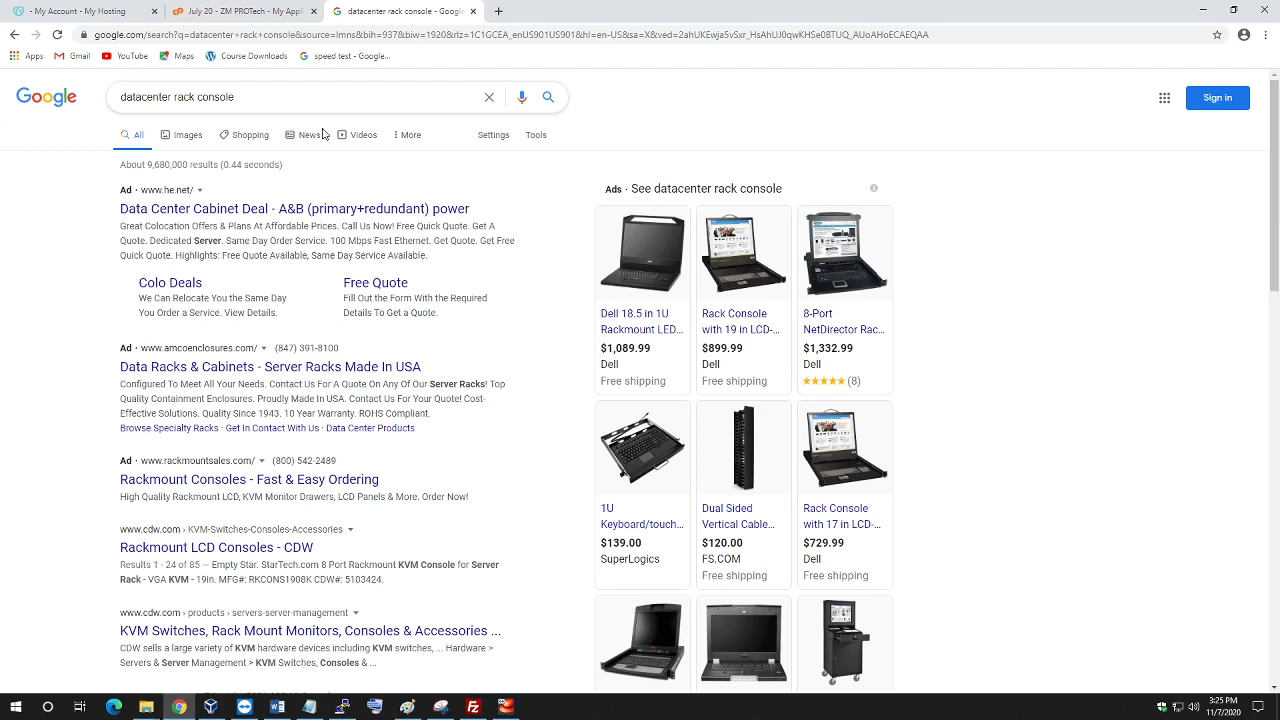 - My Account - My Hosting
July 20 - ZM PROTech - My Appli
datacenter rack console - Google
google.com/search?q=datacenter+rack+console&source=lmns&bih=937&biw=1920&rlz=1C1GCEA_enUS901US901&hl=en-US&sa=X&ved=2ahUKEwja5vSxr_HsAhUJ0qwKHSe0BTUQ_AUoAHoECAEQAA
Apps
Gmail
YouTube
Maps
Course Downloads
speed test - Google...
Google
datacenter rack console
Sign in
All
Images
Shopping
News
Videos
More
Settings
Tools
About 9,680,000 results (0.44 seconds)
Ad · www.he.net/
Data Center Cabinet Deal - A&B (primary+redundant) power
Great Colocation Offers & Plans At Affordable Prices. Call Us Now! Free Quick Quote. Get A
Quote. Dedicated Server. Same Day Order Service. 100 Mbps Fast Ethernet. Get Quote. Get Free
Quick Quote. Highlights: Free Quote Available, Same Day Service Available.
Colo Deals
We Can Relocate You the Same Day
You Order a Service. View Details.
Free Quote
Fill Out the Form With the Required
Details To Get a Quote.
Ad · www.amcoenclosures.com/ (847) 391-8100
Data Racks & Cabinets - Server Racks Made In USA
Configured To Meet All Your Needs. Contact Us For A Quote On Any Of Our Server Racks! Top
Quality Containment Enclosures. Proudly Made In USA. Contact Us For Your Quote! Cost-
Effective Solutions. Quality Since 1943. 10 Year Warranty. ROHS Compliant.
Specialty Racks · Get In Contact With Us · Data Center Products
Ad · www.rackmountsales.com/ (800) 542-2489
Rackmount Consoles - Fast & Easy Ordering
High Quality Rackmount LCD, KVM Monitor Drawers, LCD Panels & More. Order Now!
www.cdw.com › KVM-Switches-Consoles-Accessories
Rackmount LCD Consoles - CDW
Results 1 - 24 of 85 — Empty Star. StarTech.com 8 Port Rackmount KVM Console for Server
Rack - VGA KVM - 19in. MFG#: RKCONS1908K CDW#: 5103424.
www.cdw.com › products › servers-server-management
KVM Switches, Rack Mount Monitors, Consoles & Accessories ...
CDW has a large variety of KVM hardware devices including KVM switches, ... Hardware >
Servers & Server Management > KVM Switches Consoles &...
Ads · See datacenter rack console
Dell 18.5 in 1U
Rackmount LED...
$1,089.99
Dell
Free shipping
Rack Console
with 19 in LCD-...
$899.99
Dell
Free shipping
8-Port
NetDirector Rac...
$1,332.99
Dell
(8)
1U
Keyboard/touch...
$139.00
SuperLogics
Dual Sided
Vertical Cable...
$120.00
FS.COM
Free shipping
Rack Console
with 17 in LCD-...
$729.99
Dell
Free shipping
3:25 PM
11/7/2020